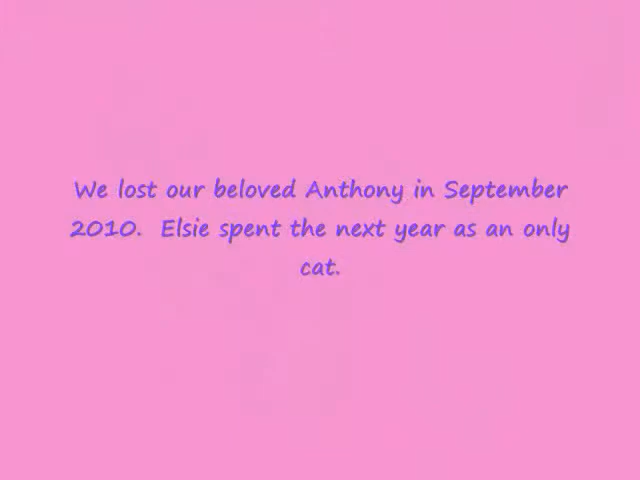 We lost our beloved Anthony in September
2010.  Elsie spent the next year as an only
cat.